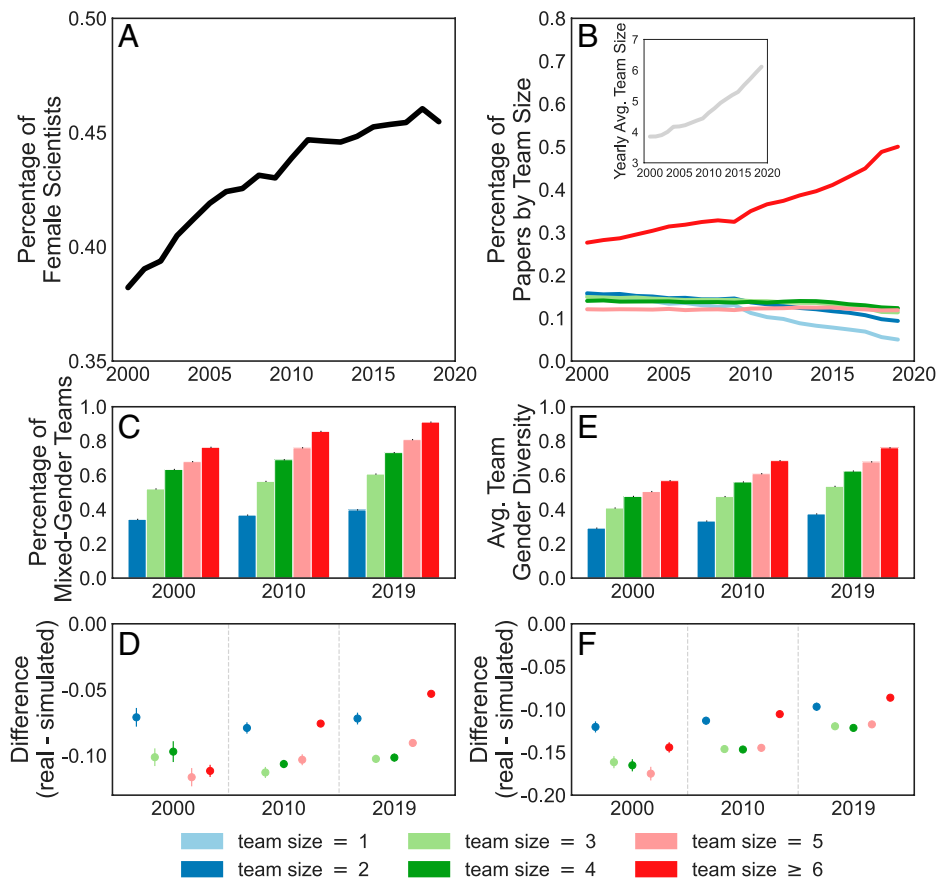 A
Percentage of
Female Scientists
0.50
0.45
0.40
0.35
2000 2005 2010 2015 2020
B
Percentage of
Papers by Team Size
0.8
0.7
0.6
0.5
0.4
0.3
0.2
0.1
0.0
2000 2005 2010 2015 2020
Yearly Avg. Team Size
7
6
5
4
3
2000 2005 2010 2015 2020
C
Percentage of
Mixed-Gender Teams
1.0
0.8
0.6
0.4
0.2
0.0
2000 2010 2019
E
Avg. Team
Gender Diversity
1.0
0.8
0.6
0.4
0.2
0.0
2000 2010 2019
D
Difference
(real - simulated)
0.00
-0.05
-0.10
2000 2010 2019
F
Difference
(real - simulated)
0.00
-0.05
-0.10
-0.15
-0.20
2000 2010 2019
team size = 1
team size = 3
team size = 5
team size = 2
team size = 4
team size ≥ 6